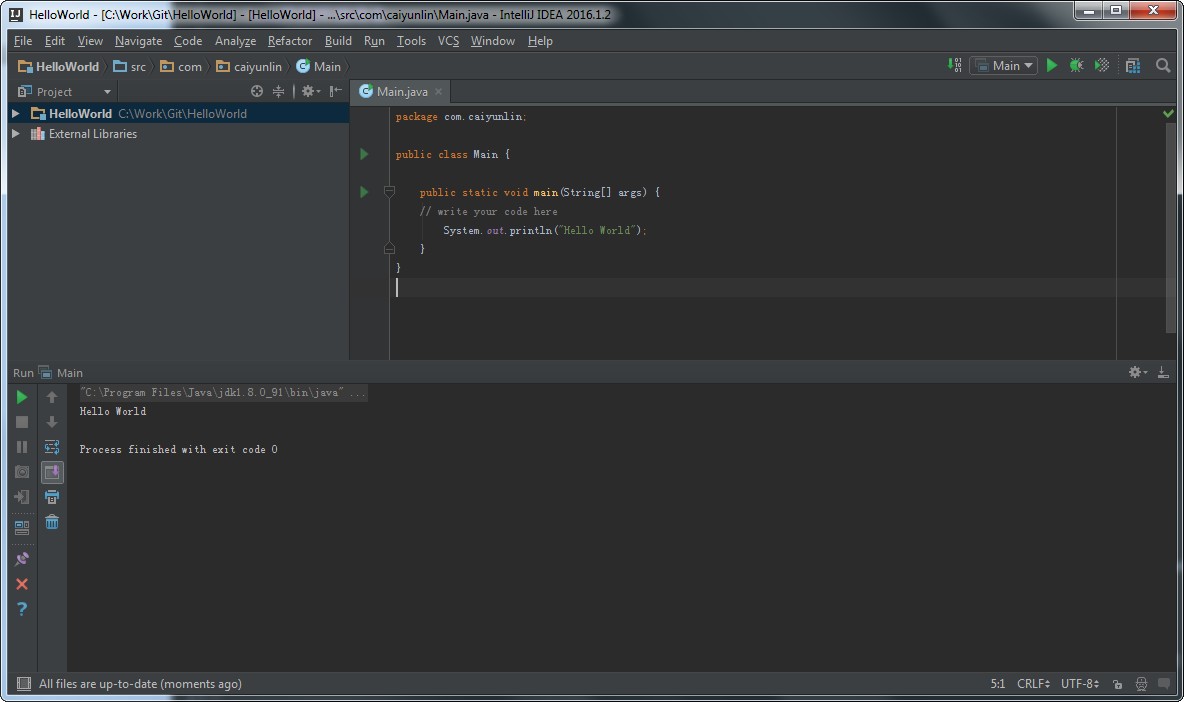 HelloWorld - [C:\Work\Git\HelloWorld] - [HelloWorld] - ...\src\com\caiyunlin\Main.java - IntelliJ IDEA 2016.1.2
File Edit View Navigate Code Analyze Refactor Build Run Tools VCS Window Help
HelloWorld src com caiyunlin Main Main
Project
Main.java
HelloWorld C:\Work\Git\HelloWorld
External Libraries
package com.caiyunlin;
public class Main {
public static void main(String[] args) {
// write your code here
System.out.println("Hello World");
}
}
Run Main
"C:\Program Files\Java\jdk1.8.0_91\bin\java" ...
Hello World
Process finished with exit code 0
All files are up-to-date (moments ago) 5:1 CRLF UTF-8